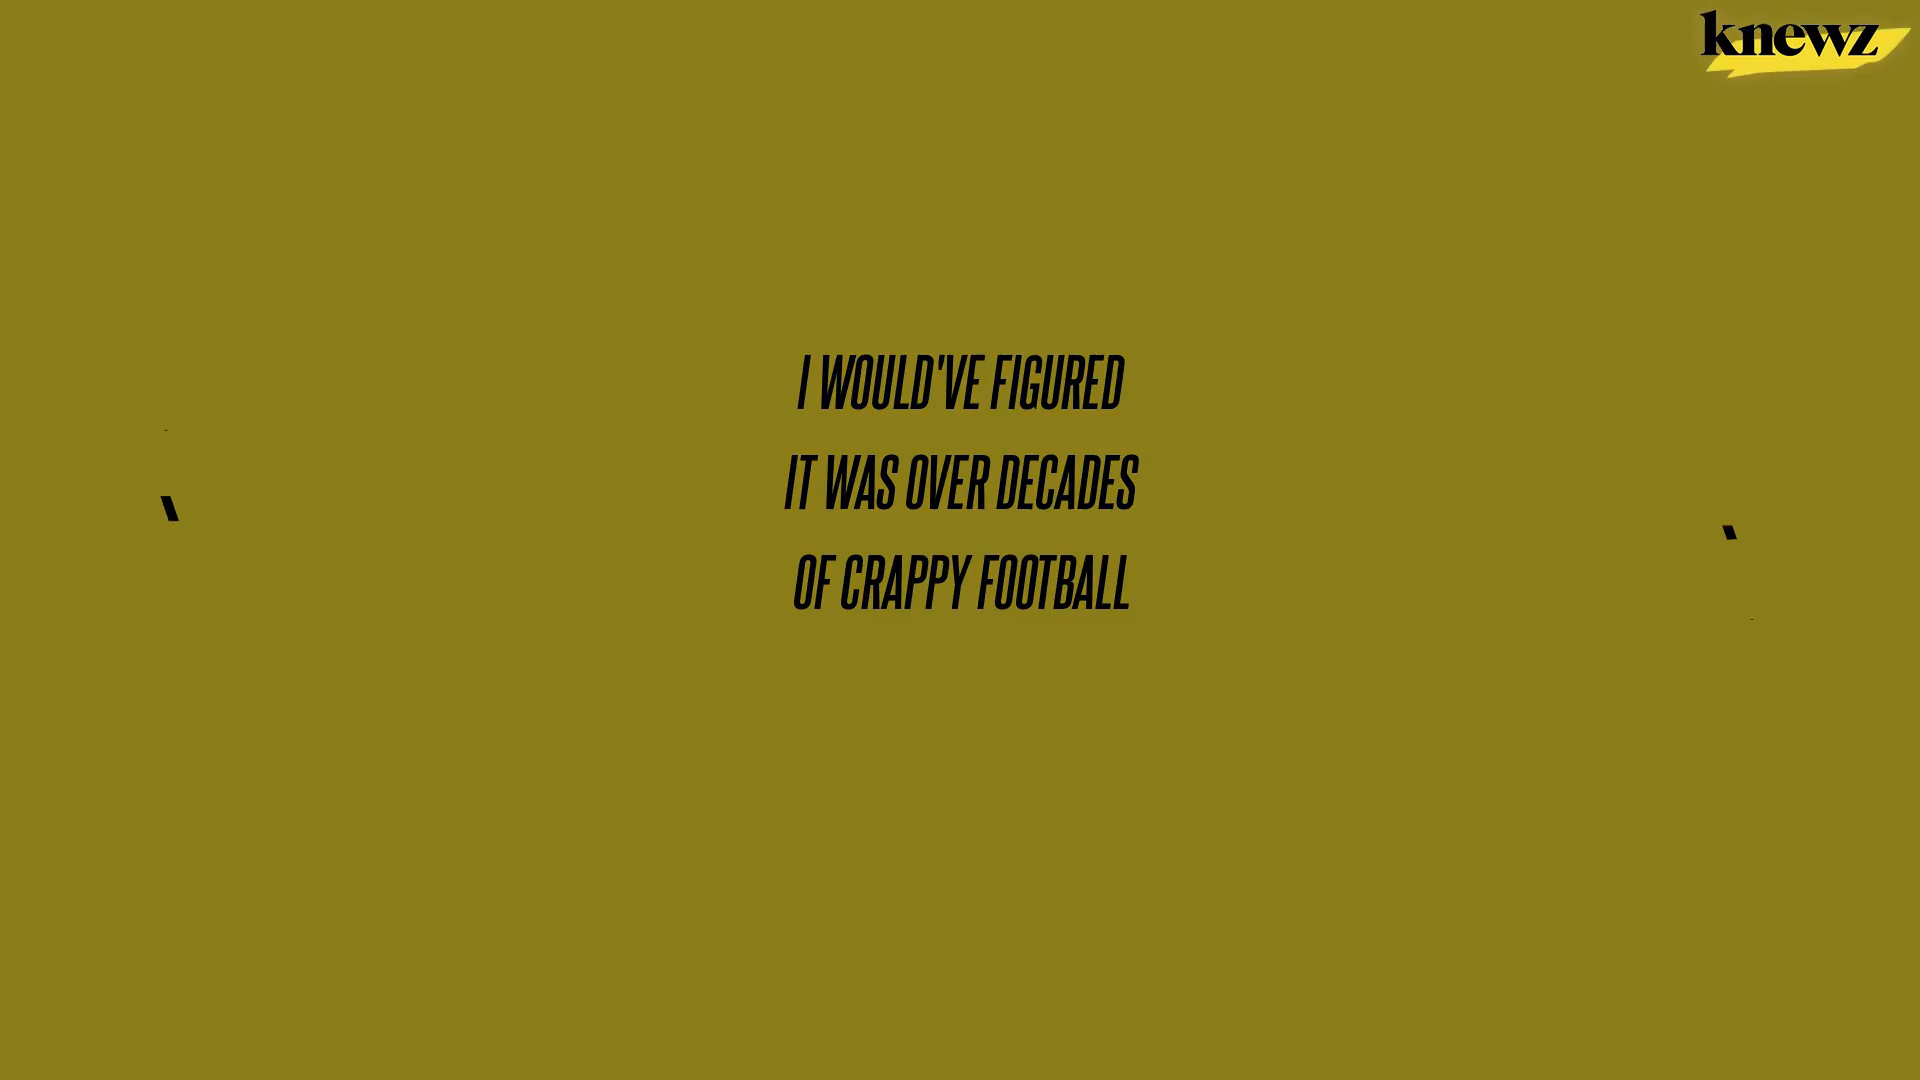 knewz
I WOULD'VE FIGURED
IT WAS OVER DECADES
OF CRAPPY FOOTBALL